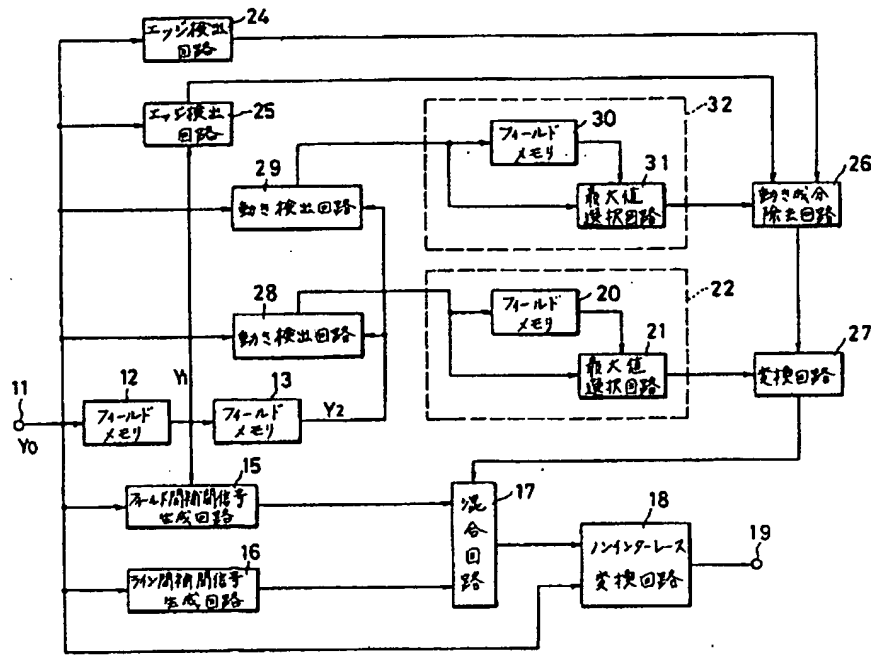 24
エッジ検出
回路
エッジ検出
回路
25
32
30
フィールド
メモリ
29
動き検出回路
31
最大値
選択回路
26
動き成分
除去回路
28
動き検出回路
22
20
フィールド
メモリ
21
最大値
選択回路
27
変換回路
11
Y0
12
フィールド
メモリ
Y1
13
フィールド
メモリ
Y2
15
フィールド間補間信号
生成回路
16
ライン間補間信号
生成回路
17
混
合
回
路
18
ノンインターレース
変換回路
19